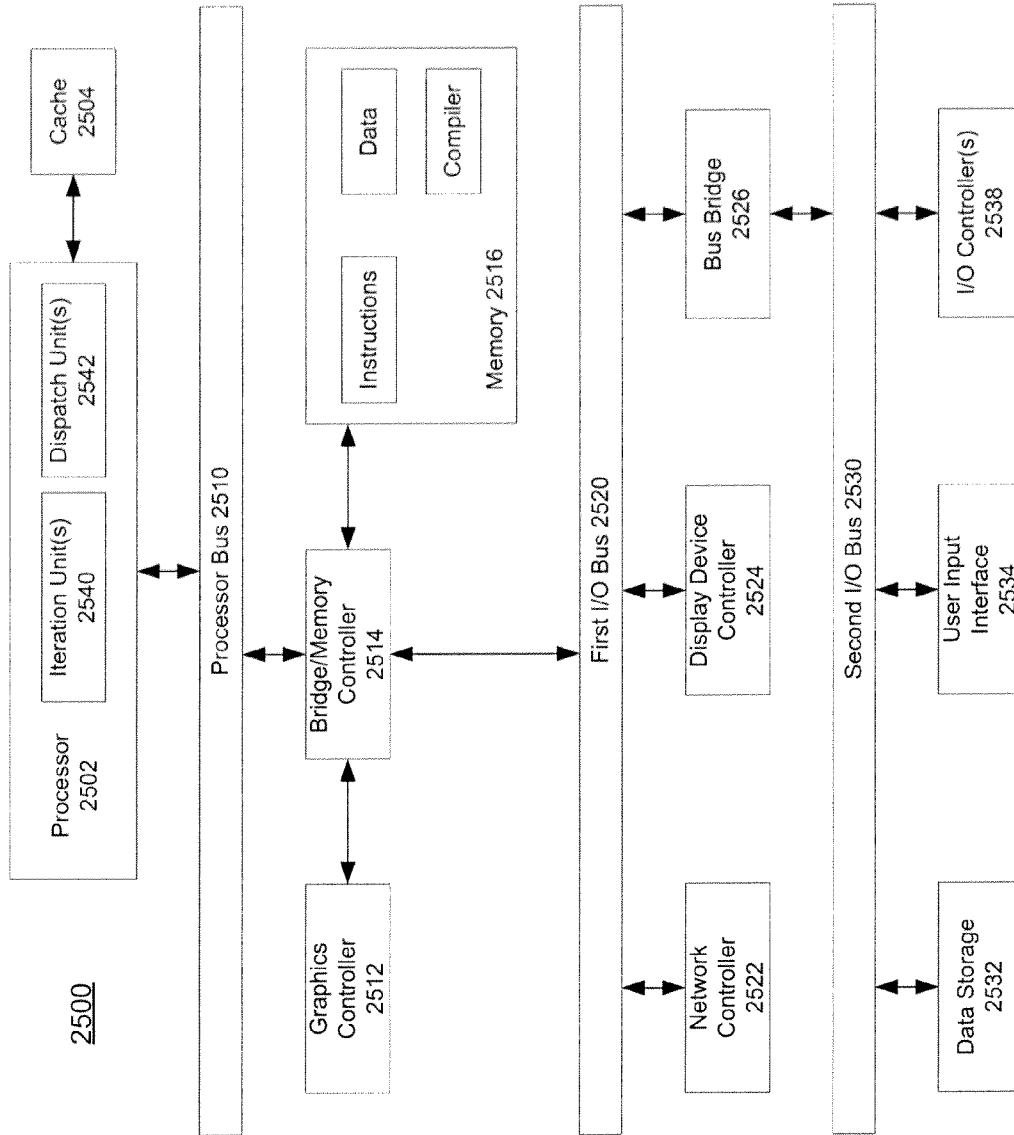 2500
Processor
2502
Iteration Unit(s)
2540
Dispatch Unit(s)
2542
Cache
2504
Processor Bus 2510
Graphics
Controller
2512
Bridge/Memory
Controller
2514
Instructions
Data
Compiler
Memory 2516
First I/O Bus 2520
Network
Controller
2522
Display Device
Controller
2524
Bus Bridge
2526
Second I/O Bus 2530
Data Storage
2532
User Input
Interface
2534
I/O Controller(s)
2538